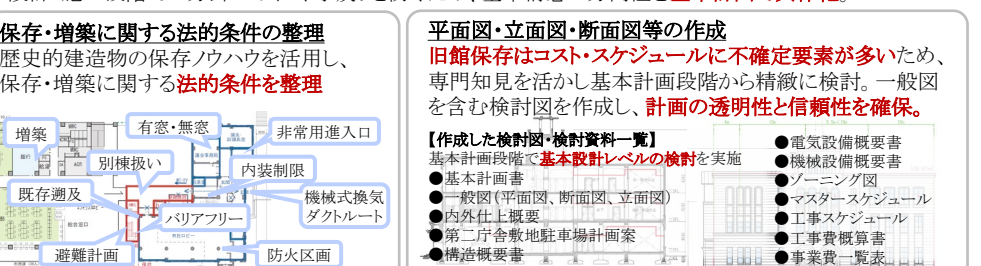 保存・増築に関する法的条件の整理
歴史的建造物の保存ノウハウを活用し、
保存・増築に関する法的条件を整理
増築
有窓・無窓
非常用進入口
別棟扱い
内装制限
既存遡及
機械式換気
ダクトルート
バリアフリー
避難計画
防火区画
平面図・立面図・断面図等の作成
旧館保存はコスト・スケジュールに不確定要素が多いため、
専門知見を活かし基本計画段階から精緻に検討。一般図
を含む検討図を作成し、計画の透明性と信頼性を確保。
【作成した検討図・検討資料一覧】
基本計画段階で基本設計レベルの検討を実施
●基本計画書
●一般図(平面図、断面図、立面図)
●内外仕上概要
●第二庁舎敷地駐車場計画案
●構造概要書
●電気設備概要書
●機械設備概要書
●ゾーニング図
●マスタースケジュール
●工事スケジュール
●工事費概算書
●事業費一覧表